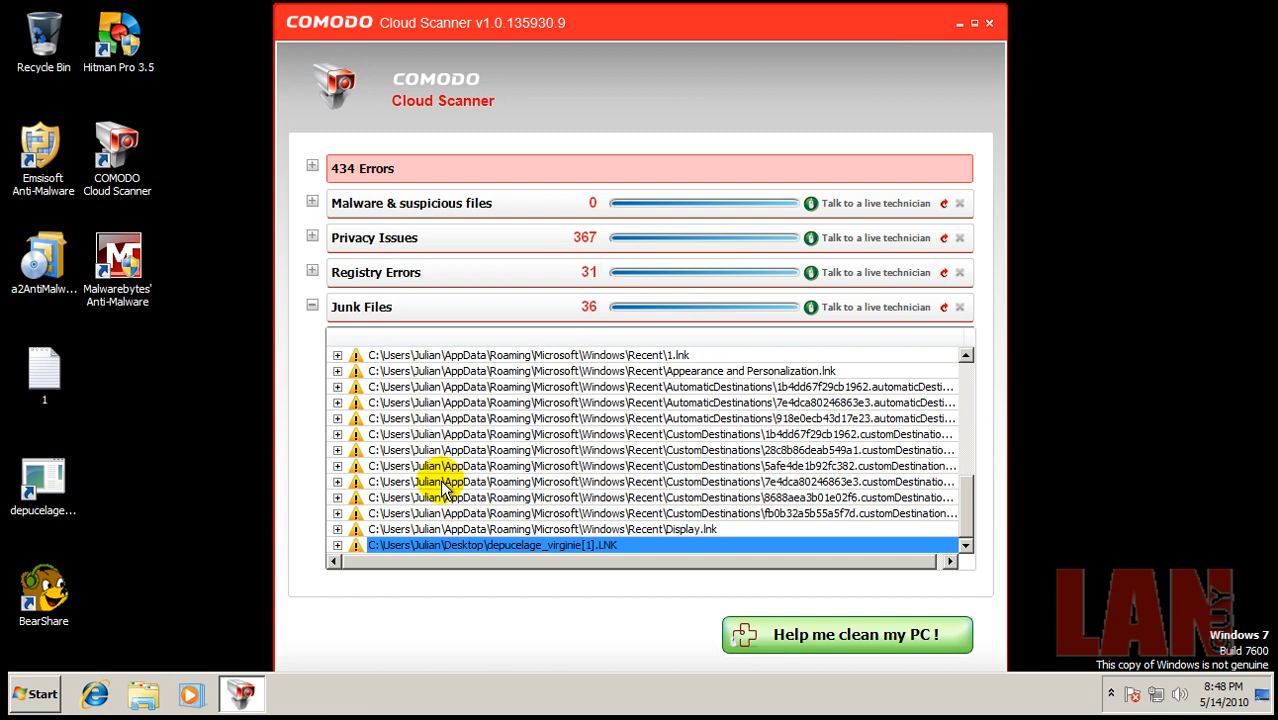 COMODO Cloud Scanner v1.0.135930.9
Recycle Bin
Hitman Pro 3.5
Emsisoft
Anti-Malware
COMODO
Cloud Scanner
a2AntiMalw...
Malwarebytes'
Anti-Malware
1
depucelage...
BearShare
COMODO
Cloud Scanner
434 Errors
Malware & suspicious files 0 Talk to a live technician
Privacy Issues 367 Talk to a live technician
Registry Errors 31 Talk to a live technician
Junk Files 36 Talk to a live technician
C:\Users\Julian\AppData\Roaming\Microsoft\Windows\Recent\1.lnk
C:\Users\Julian\AppData\Roaming\Microsoft\Windows\Recent\Appearance and Personalization.lnk
C:\Users\Julian\AppData\Roaming\Microsoft\Windows\Recent\AutomaticDestinations\1b4dd67f29cb1962.automaticDesti...
C:\Users\Julian\AppData\Roaming\Microsoft\Windows\Recent\AutomaticDestinations\7e4dca80246863e3.automaticDesti...
C:\Users\Julian\AppData\Roaming\Microsoft\Windows\Recent\AutomaticDestinations\918e0ecb43d17e23.automaticDesti...
C:\Users\Julian\AppData\Roaming\Microsoft\Windows\Recent\CustomDestinations\1b4dd67f29cb1962.customDestinatio...
C:\Users\Julian\AppData\Roaming\Microsoft\Windows\Recent\CustomDestinations\28c8b86deab549a1.customDestinatio...
C:\Users\Julian\AppData\Roaming\Microsoft\Windows\Recent\CustomDestinations\5afe4de1b92fc382.customDestination...
C:\Users\Julian\AppData\Roaming\Microsoft\Windows\Recent\CustomDestinations\7e4dca80246863e3.customDestinatio...
C:\Users\Julian\AppData\Roaming\Microsoft\Windows\Recent\CustomDestinations\8688aea3b01e02f6.customDestinatio...
C:\Users\Julian\AppData\Roaming\Microsoft\Windows\Recent\CustomDestinations\fb0b32a5b55a5f7d.customDestination...
C:\Users\Julian\AppData\Roaming\Microsoft\Windows\Recent\Display.lnk
C:\Users\Julian\Desktop\depucelage_virginie[1].LNK
Help me clean my PC !
LAN GUY
Windows 7
Build 7600
This copy of Windows is not genuine
Start
8:48 PM
5/14/2010